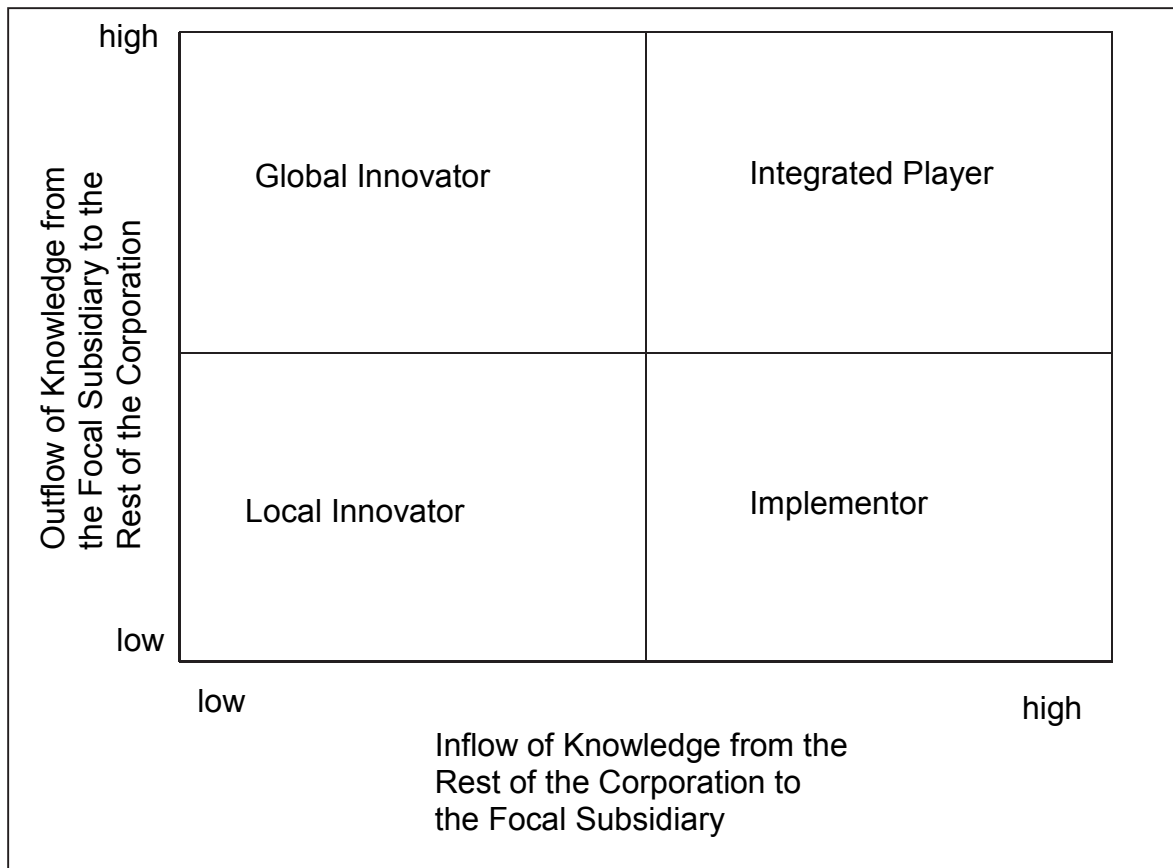 high
Outflow of Knowledge from
the Focal Subsidiary to the
Rest of the Corporation
Global Innovator
Integrated Player
Local Innovator
Implementor
low
low
high
Inflow of Knowledge from the
Rest of the Corporation to
the Focal Subsidiary